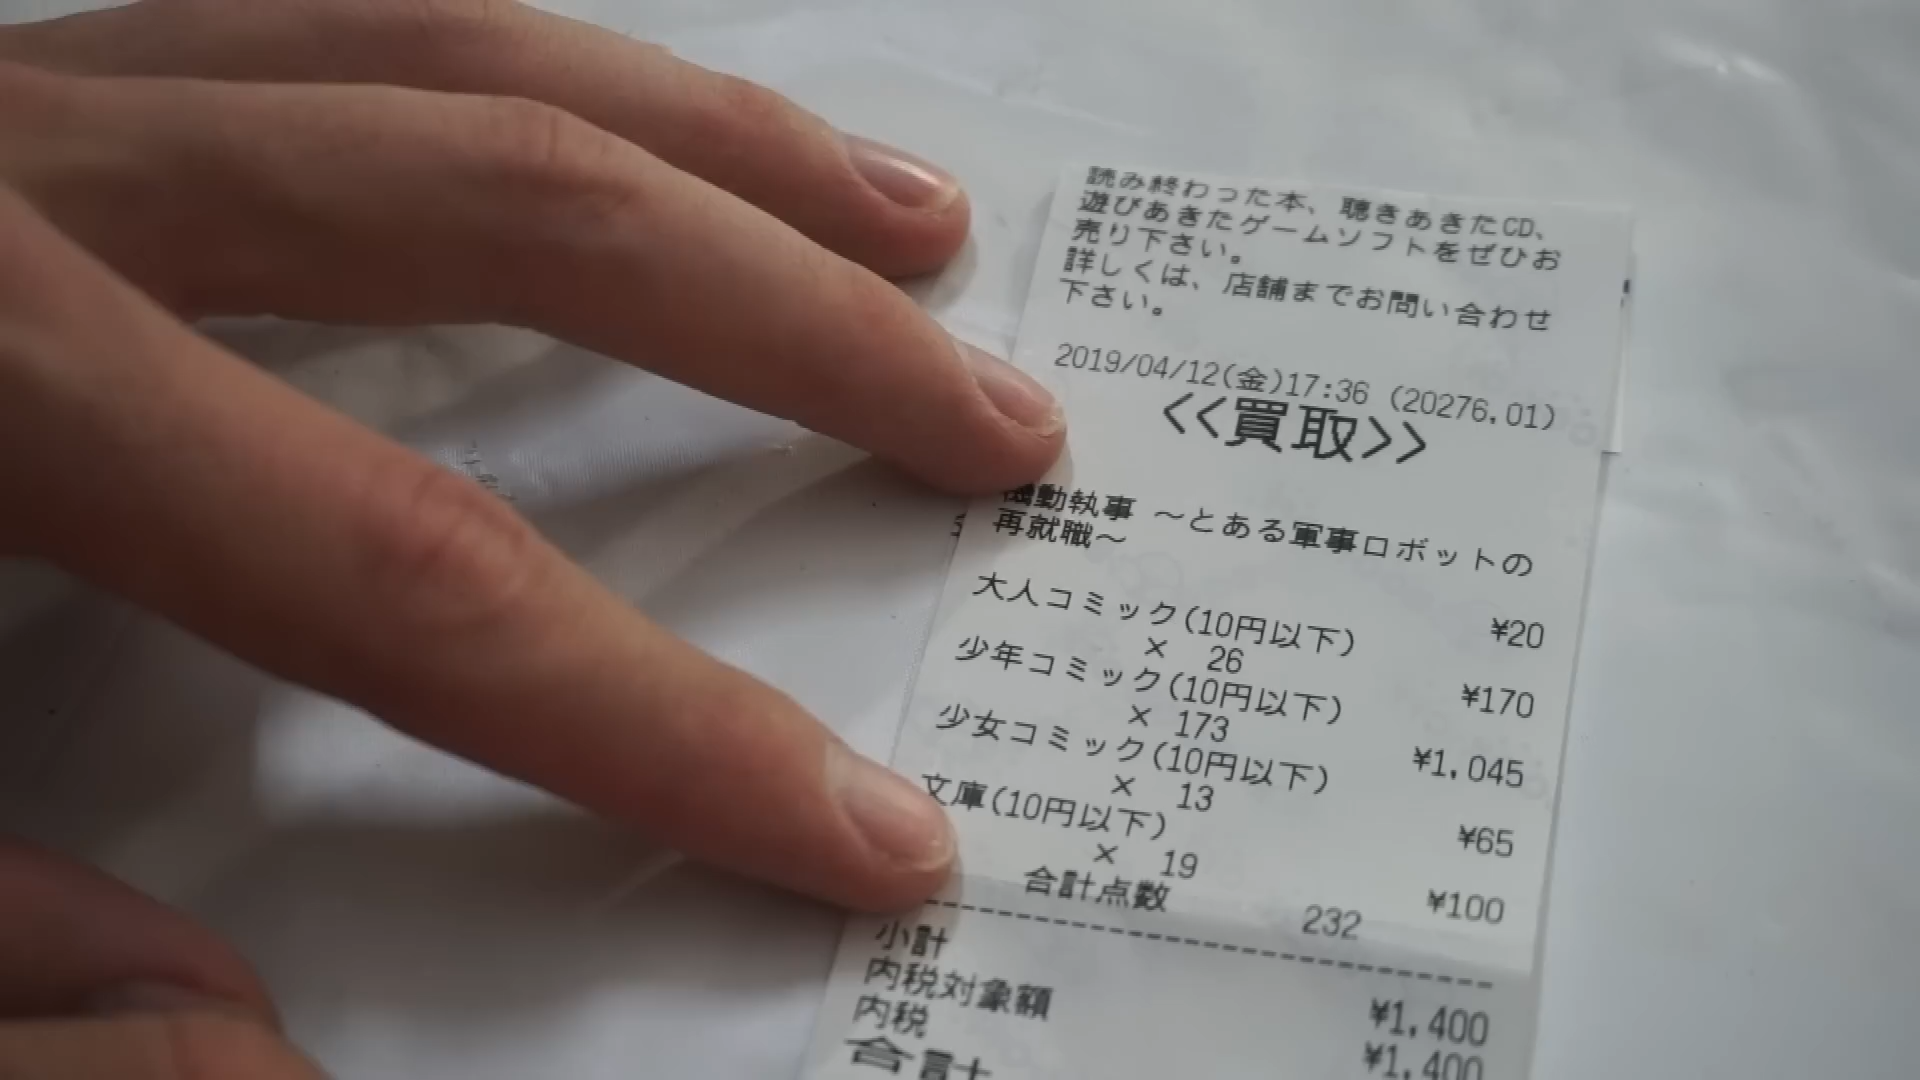 読み終わった本、聴きあきたCD、
遊びあきたゲームソフトをぜひお
売り下さい。
詳しくは、店舗までお問い合わせ
下さい。
2019/04/12(金)17:36 (20276,01)
<<買取>>
機動執事 ～とある軍事ロボットの
再就職～
¥20
大人コミック(10円以下)
× 26 ¥170
少年コミック(10円以下)
× 173 ¥1,045
少女コミック(10円以下)
× 13 ¥65
文庫(10円以下)
× 19 ¥100
合計点数 232
小計 ¥1,400
内税対象額 ¥1,400
内税
合計